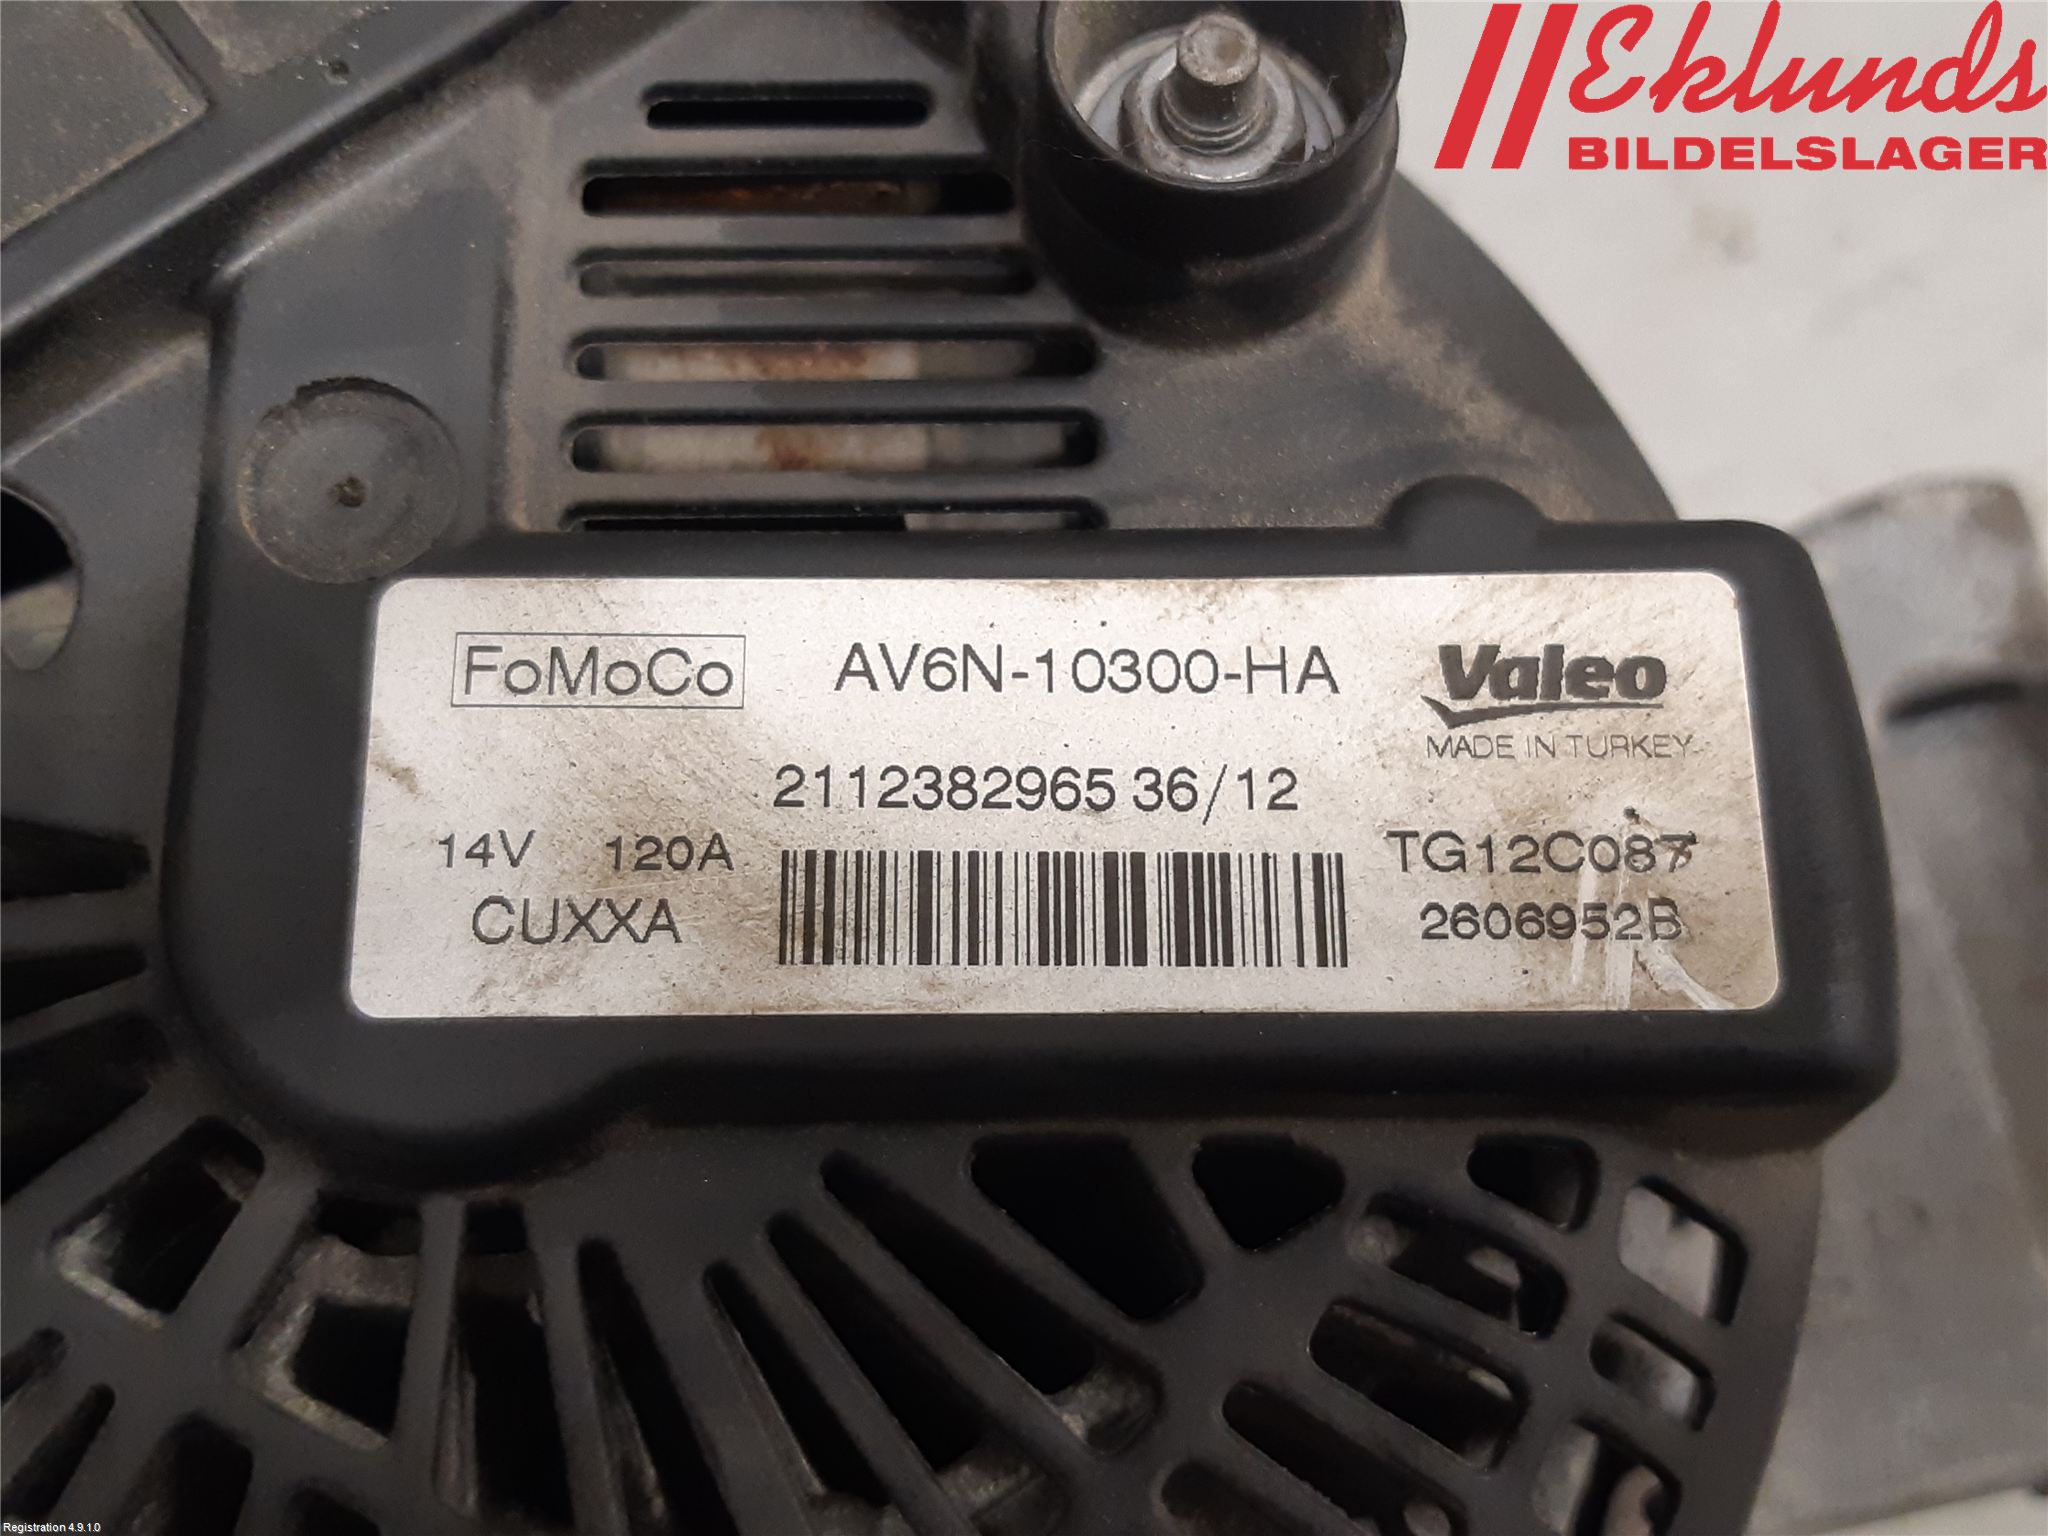 Eklunds
BILDELSLAGER
FoMoCo AV6N-10300-HA Valeo
MADE IN TURKEY
2112382965 36/12
14V 120A TG12C087
CUXXA 2606952B
Registration 4.9.1.0